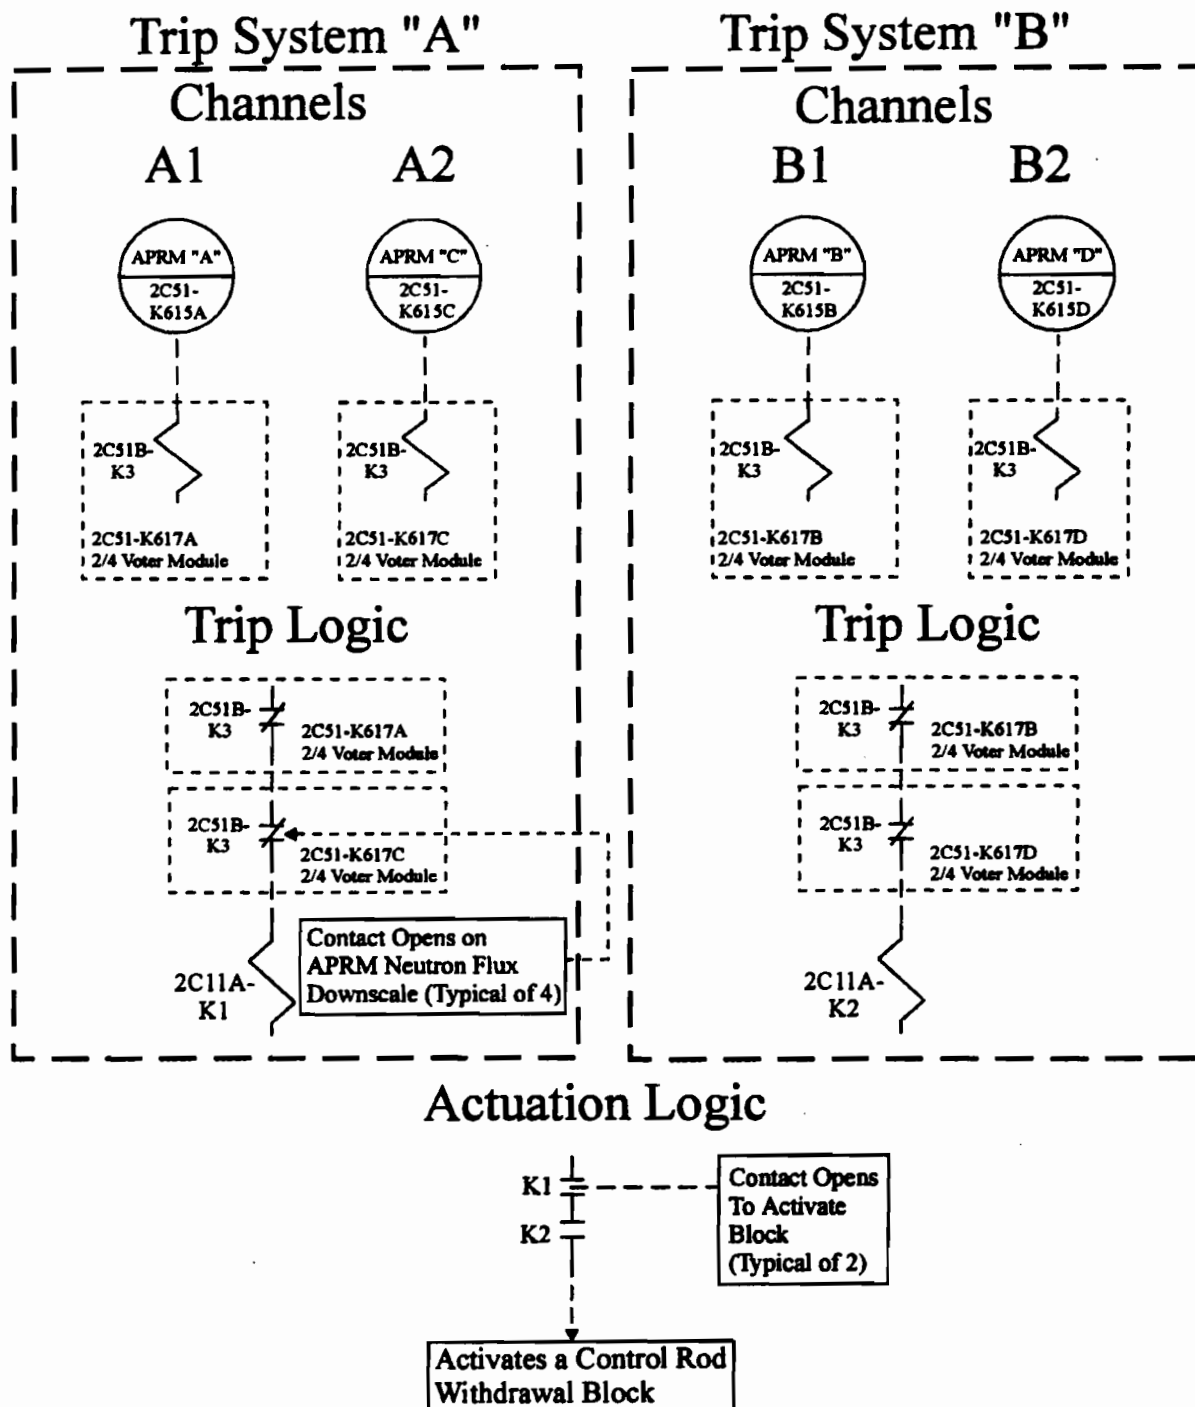 Trip System "A"
Channels
A1
A2
APRM "A"
2C51-
K615A
APRM "C"
2C51-
K615C
2C51B-
K3
2C51-K617A
2/4 Voter Module
2C51B-
K3
2C51-K617C
2/4 Voter Module
Trip Logic
2C51B-
K3
2C51-K617A
2/4 Voter Module
2C51B-
K3
2C51-K617C
2/4 Voter Module
Contact Opens on
APRM Neutron Flux
Downscale (Typical of 4)
2C11A-
K1
Trip System "B"
Channels
B1
B2
APRM "B"
2C51-
K615B
APRM "D"
2C51-
K615D
2C51B-
K3
2C51-K617B
2/4 Voter Module
2C51B-
K3
2C51-K617D
2/4 Voter Module
Trip Logic
2C51B-
K3
2C51-K617B
2/4 Voter Module
2C51B-
K3
2C51-K617D
2/4 Voter Module
2C11A-
K2
Actuation Logic
K1
K2
Contact Opens
To Activate
Block
(Typical of 2)
Activates a Control Rod
Withdrawal Block